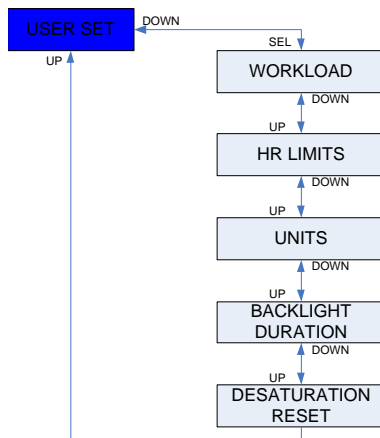 USER SET
DOWN
UP
SEL
WORKLOAD
DOWN
UP
HR LIMITS
DOWN
UP
UNITS
DOWN
UP
BACKLIGHT
DURATION
DOWN
UP
DESATURATION
RESET